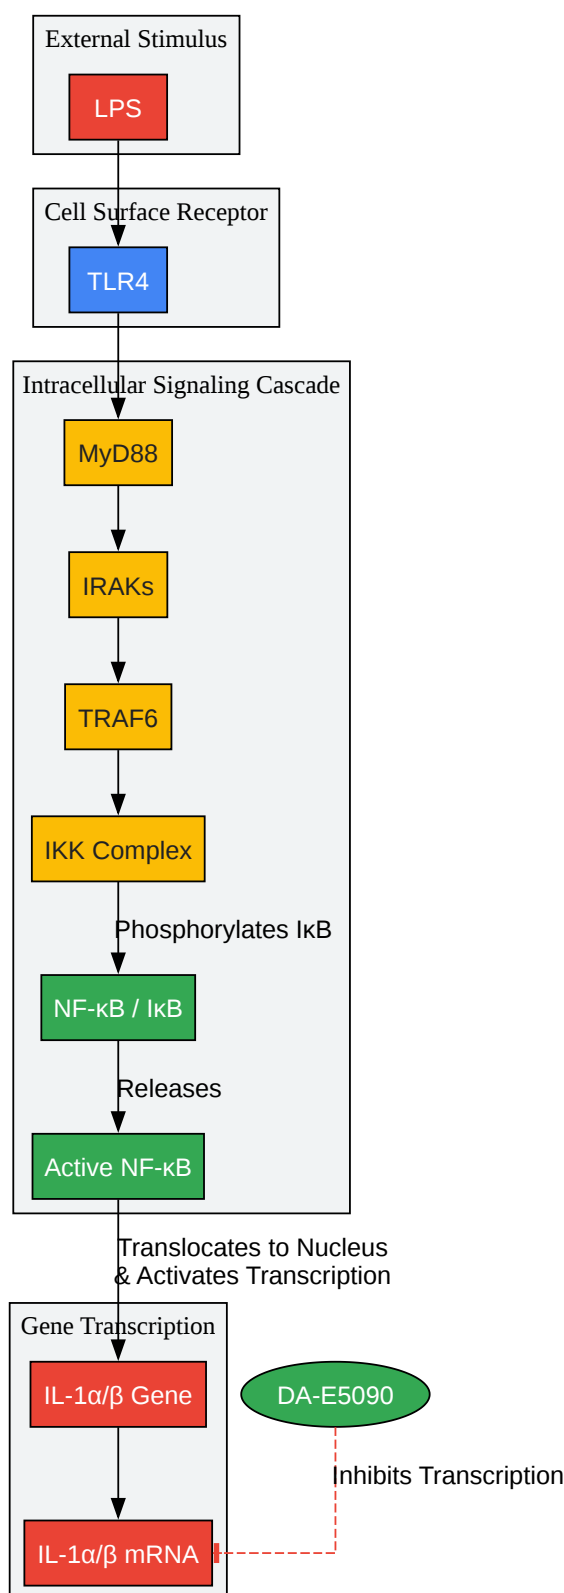 External Stimulus
LPS
Cell Surface Receptor
TLR4
Intracellular Signaling Cascade
MyD88
IRAKs
TRAF6
IKK Complex
Phosphorylates IκB
NF-κB / IκB
Releases
Active NF-κB
Translocates to Nucleus
& Activates Transcription
Gene Transcription
IL-1α/β Gene
DA-E5090
Inhibits Transcription
IL-1α/β mRNA